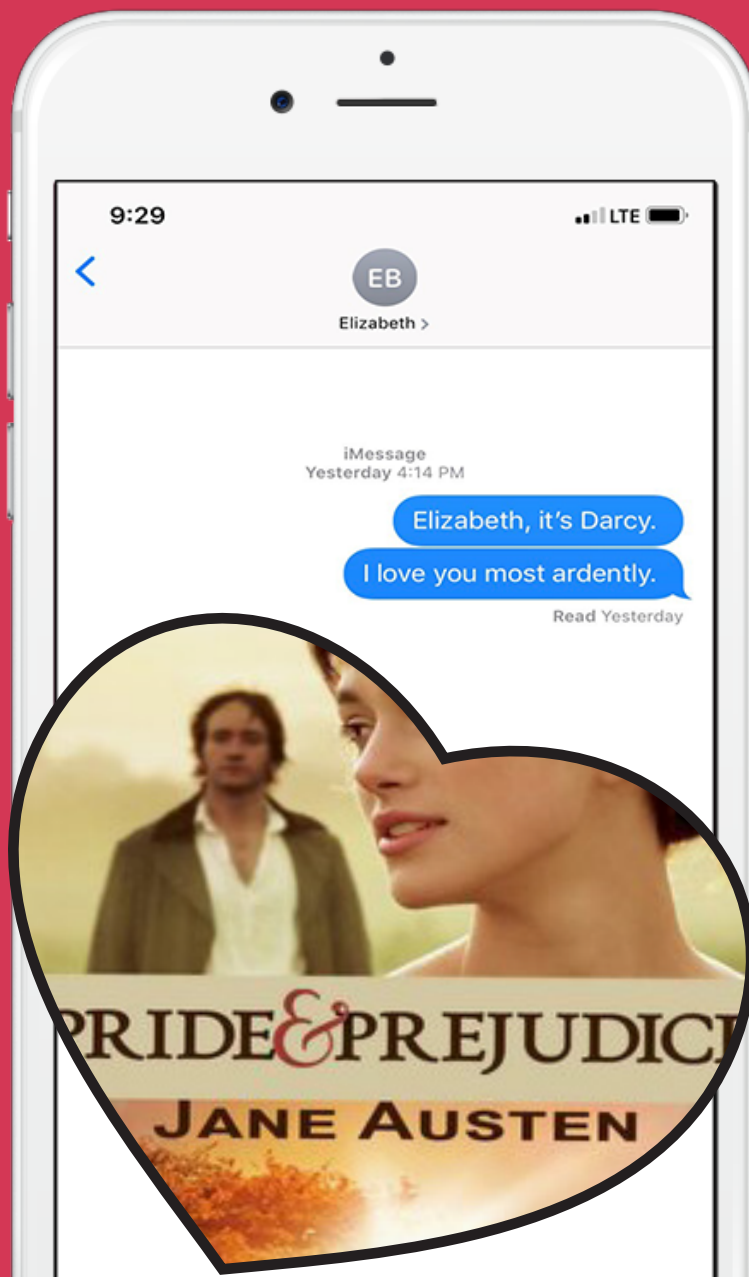 9:29 LTE
EB
Elizabeth >
iMessage
Yesterday 4:14 PM
Elizabeth, it's Darcy.
I love you most ardently.
Read Yesterday
PRIDE & PREJUDICE
JANE AUSTEN